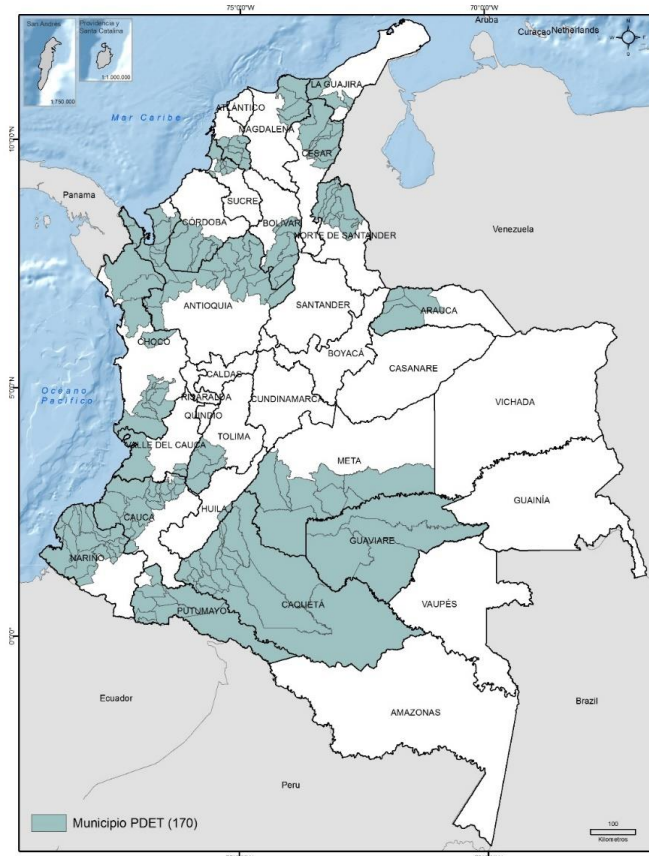 75°0'0"W
70°0'0"W
San Andrés
Providencia y
Santa Catalina
1:750.000
1:1.000.000
Aruba
Curaçao
Netherlands
N
W
E
S
Mar Caribe
LA GUAJIRA
ATLÁNTICO
MAGDALENA
10°0'0"N
CESAR
Panama
SUCRE
CÓRDOBA
BOLÍVAR
NORTE DE SANTANDER
Venezuela
ANTIOQUIA
SANTANDER
ARAUCA
CHOCÓ
BOYACÁ
CASANARE
CALDAS
Océano
Pacífico
RISARALDA
CUNDINAMARCA
VICHADA
QUINDIO
TOLIMA
VALLE DEL CAUCA
META
GUAINÍA
HUILA
CAUCA
GUAVIARE
NARIÑO
CAQUETÁ
VAUPÉS
PUTUMAYO
0°0'0"
Ecuador
Brazil
AMAZONAS
Peru
Municipio PDET (170)
100
Kilometros